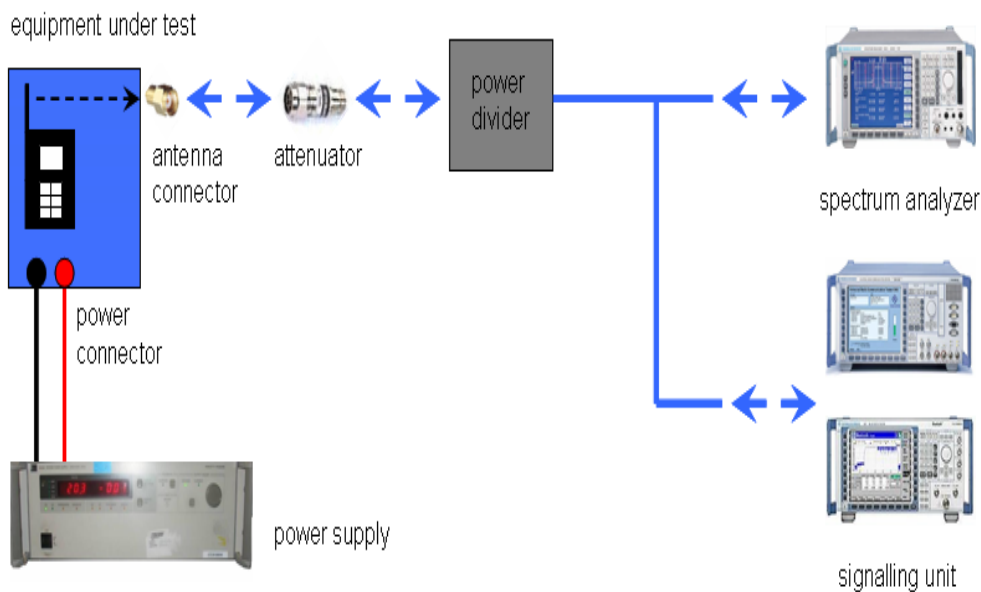 equipment under test
power
divider
antenna
connector
attenuator
spectrum analyzer
power
connector
power supply
signalling unit